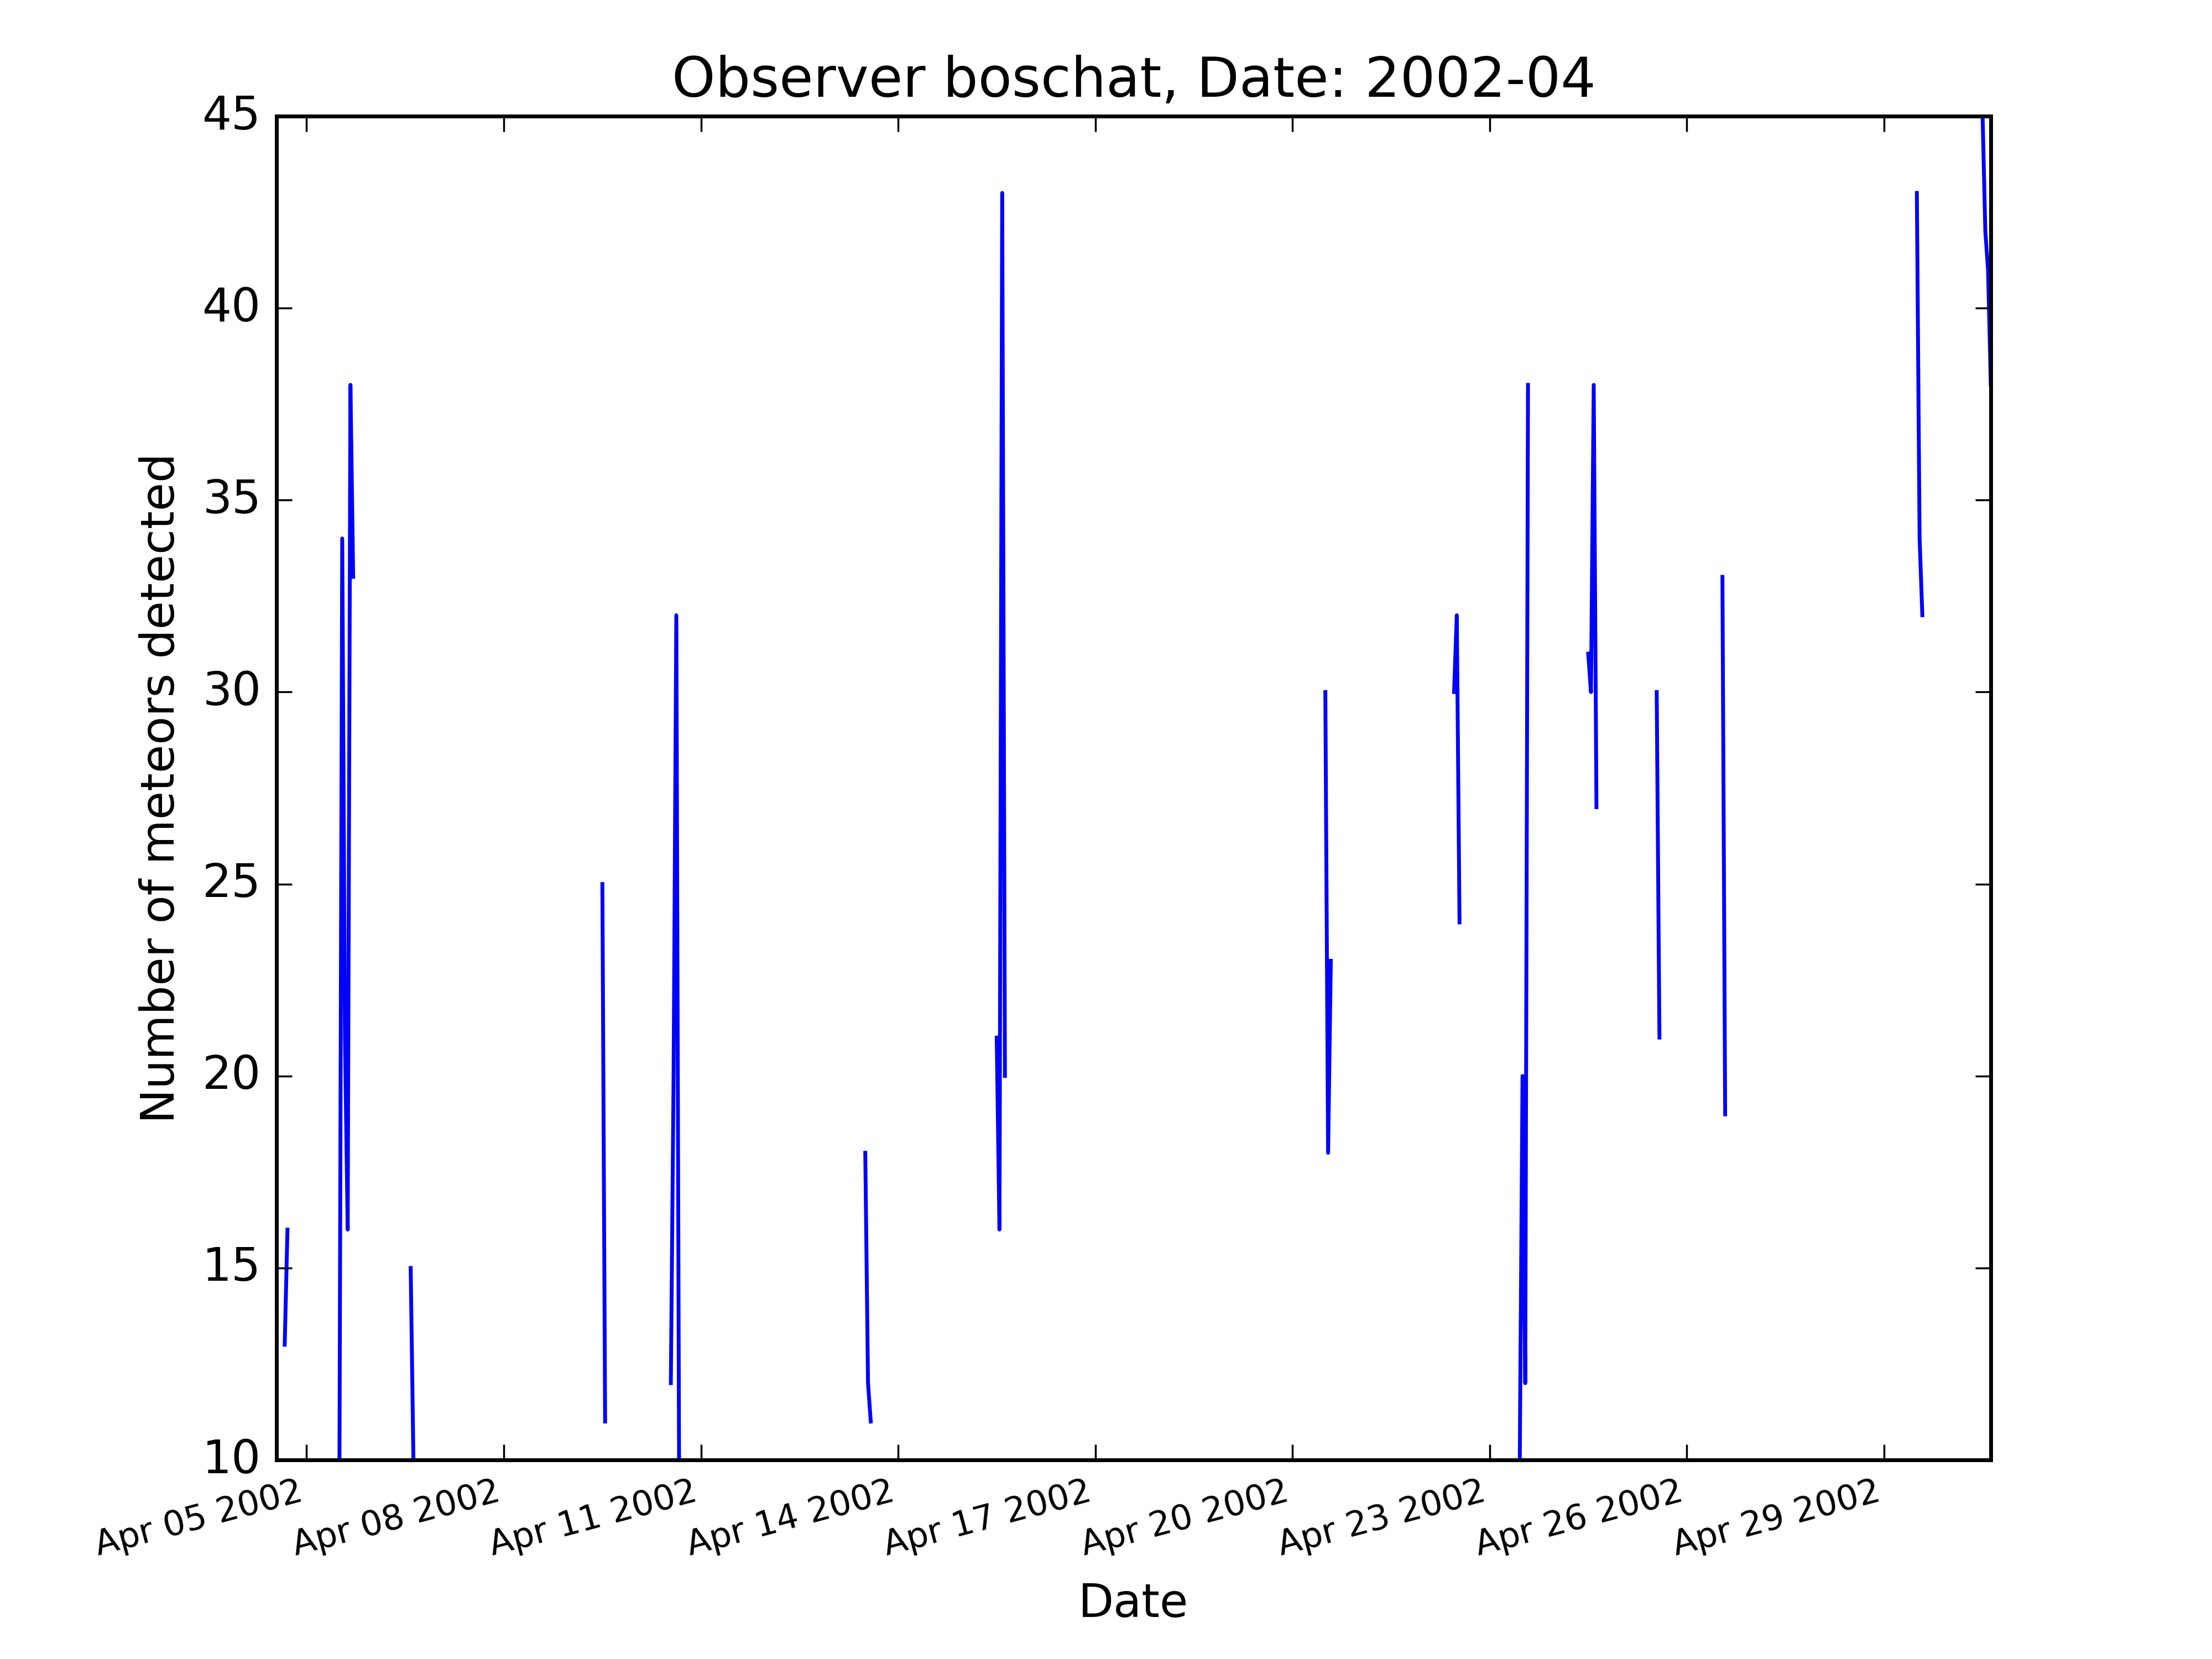 Observer boschat, Date: 2002-04
45
40
35
30
25
20
15
10
Number of meteors detected
Apr 05 2002
Apr 08 2002
Apr 11 2002
Apr 14 2002
Apr 17 2002
Apr 20 2002
Apr 23 2002
Apr 26 2002
Apr 29 2002
Date